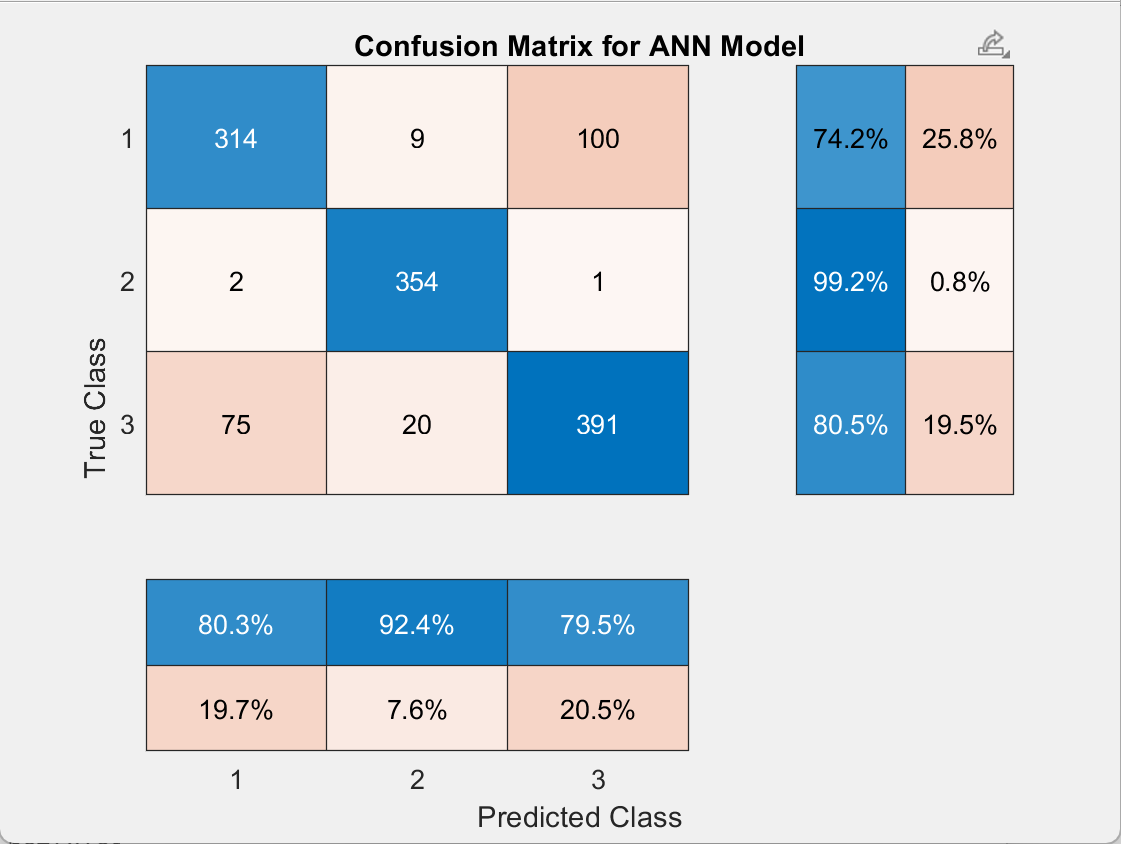 Confusion Matrix for ANN Model
1 314 9 100 74.2% 25.8%
2 2 354 1 99.2% 0.8%
True Class
3 75 20 391 80.5% 19.5%
80.3% 92.4% 79.5%
19.7% 7.6% 20.5%
1 2 3
Predicted Class